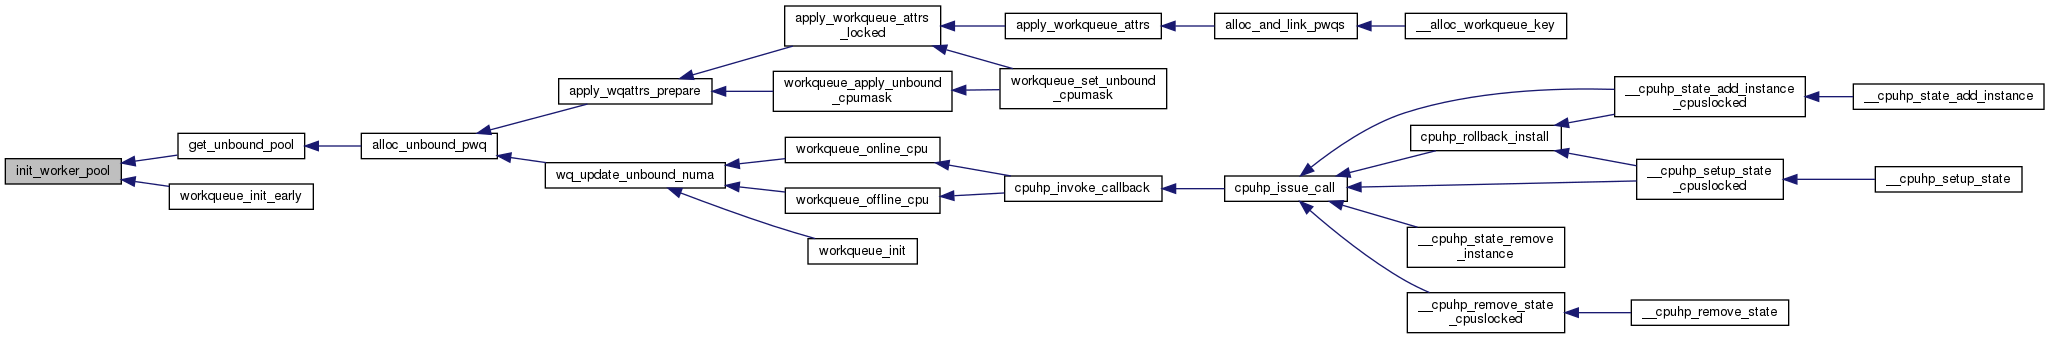 init_worker_pool
get_unbound_pool
workqueue_init_early
alloc_unbound_pwq
apply_wqattrs_prepare
wq_update_unbound_numa
apply_workqueue_attrs
_locked
workqueue_apply_unbound
_cpumask
workqueue_online_cpu
workqueue_offline_cpu
workqueue_init
apply_workqueue_attrs
workqueue_set_unbound
_cpumask
cpuhp_invoke_callback
alloc_and_link_pwqs
cpuhp_issue_call
__alloc_workqueue_key
cpuhp_rollback_install
__cpuhp_state_remove
_instance
__cpuhp_remove_state
_cpuslocked
__cpuhp_state_add_instance
_cpuslocked
__cpuhp_setup_state
_cpuslocked
__cpuhp_remove_state
__cpuhp_state_add_instance
__cpuhp_setup_state